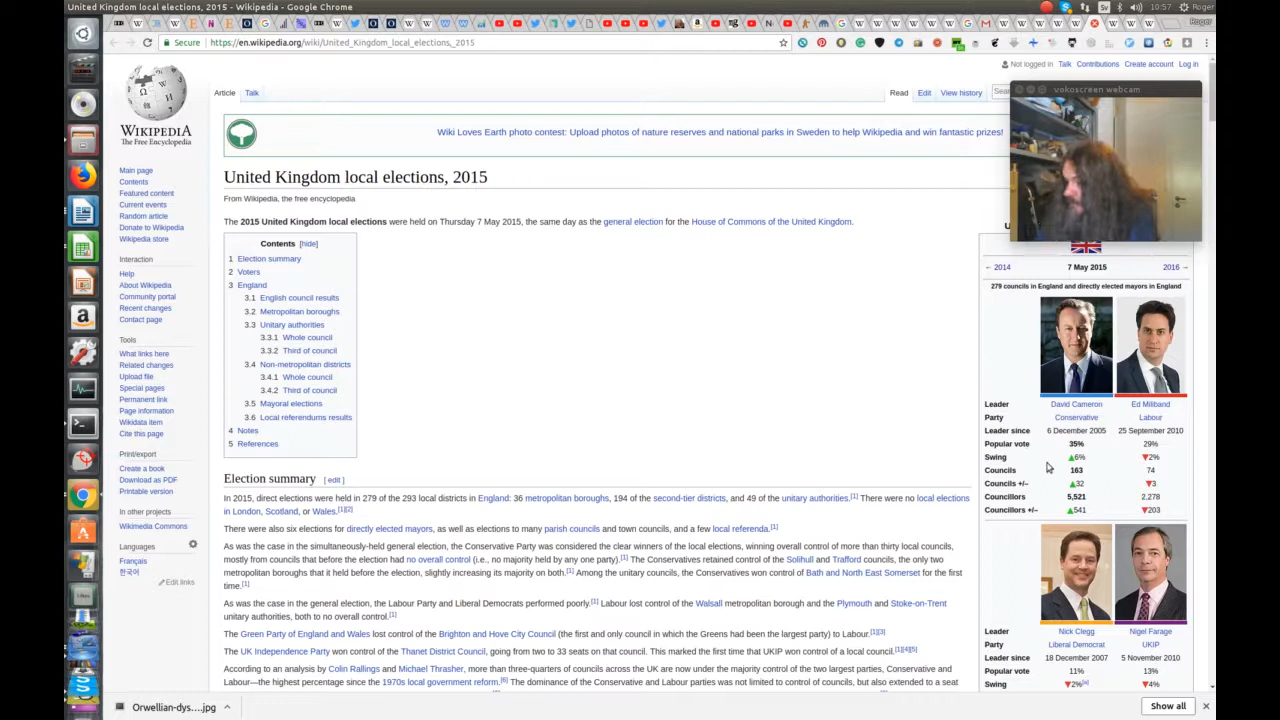 United Kingdom local elections, 2015 - Wikipedia - Google Chrome
10:57 Roger
Roger
Secure https://en.wikipedia.org/wiki/United_Kingdom_local_elections,_2015
Not logged in Talk Contributions Create account Log in
Article Talk Read Edit View history
vokoscreen webcam
WIKIPEDIA
The Free Encyclopedia
Main page
Contents
Featured content
Current events
Random article
Donate to Wikipedia
Wikipedia store
Interaction
Help
About Wikipedia
Community portal
Recent changes
Contact page
Tools
What links here
Related changes
Upload file
Special pages
Permanent link
Page information
Wikidata item
Cite this page
Print/export
Create a book
Download as PDF
Printable version
In other projects
Wikimedia Commons
Languages
Français
한국어
Edit links
Wiki Loves Earth photo contest: Upload photos of nature reserves and national parks in Sweden to help Wikipedia and win fantastic prizes!
United Kingdom local elections, 2015
From Wikipedia, the free encyclopedia
The 2015 United Kingdom local elections were held on Thursday 7 May 2015, the same day as the general election for the House of Commons of the United Kingdom.
Contents [hide]
1 Election summary
2 Voters
3 England
3.1 English council results
3.2 Metropolitan boroughs
3.3 Unitary authorities
3.3.1 Whole council
3.3.2 Third of council
3.4 Non-metropolitan districts
3.4.1 Whole council
3.4.2 Third of council
3.5 Mayoral elections
3.6 Local referendums results
4 Notes
5 References
Election summary [ edit ]
In 2015, direct elections were held in 279 of the 293 local districts in England: 36 metropolitan boroughs, 194 of the second-tier districts, and 49 of the unitary authorities.[1] There were no local elections
in London, Scotland, or Wales.[1][2]
There were also six elections for directly elected mayors, as well as elections to many parish councils and town councils, and a few local referenda.[1]
As was the case in the simultaneously-held general election, the Conservative Party was considered the clear winners of the local elections, winning overall control of more than thirty local councils,
mostly from councils that before the election had no overall control (i.e., no majority held by any one party).[1] The Conservatives retained control of the Solihull and Trafford councils, the only two
metropolitan boroughs that it held before the election, slightly increasing its majority on both.[1] Among the unitary councils, the Conservatives won control of Bath and North East Somerset for the first
time.[1]
As was the case in the general election, the Labour Party and Liberal Democrats performed poorly.[1] Labour lost control of the Walsall metropolitan borough and the Plymouth and Stoke-on-Trent
unitary authorities, both to no overall control.[1]
The Green Party of England and Wales loss control of the Brighton and Hove City Council (the first and only council in which the Greens had been the largest party) to Labour.[1][3]
The UK Independence Party won control of the Thanet District Council, going from two to 33 seats on that council. This marked the first time that UKIP won control of a local council.[1][4][5]
According to an analysis by Colin Rallings and Michael Thrasher, more than three-quarters of councils across the UK are now under the majority control of the two largest parties, Conservative and
Labour—the highest percentage since the 1970s local government reform.[6] The dominance of the Conservative and Labour parties was not limited to control of councils, but also extended to a seat
← 2014 7 May 2015 2016 →
279 councils in England and directly elected mayors in England
Leader David Cameron Ed Miliband
Party Conservative Labour
Leader since 6 December 2005 25 September 2010
Popular vote 35% 29%
Swing ▲6% ▼2%
Councils 163 74
Councils +/– ▲32 ▼3
Councillors 5,521 2,278
Councillors +/– ▲541 ▼203
Leader Nick Clegg Nigel Farage
Party Liberal Democrat UKIP
Leader since 18 December 2007 5 November 2010
Popular vote 11% 13%
Swing ▼2%[a] ▼4%
Orwellian-dys....jpg
Show all